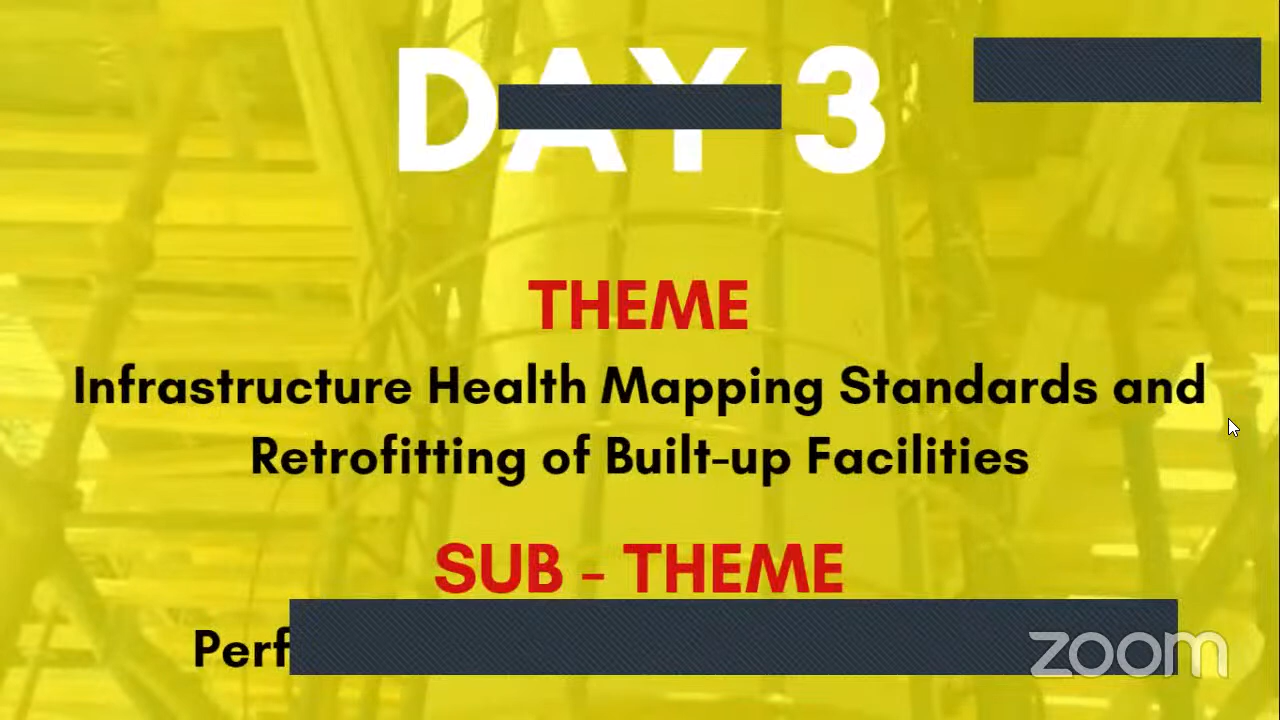 DAY 3
THEME
Infrastructure Health Mapping Standards and
Retrofitting of Built-up Facilities
SUB - THEME
zoom